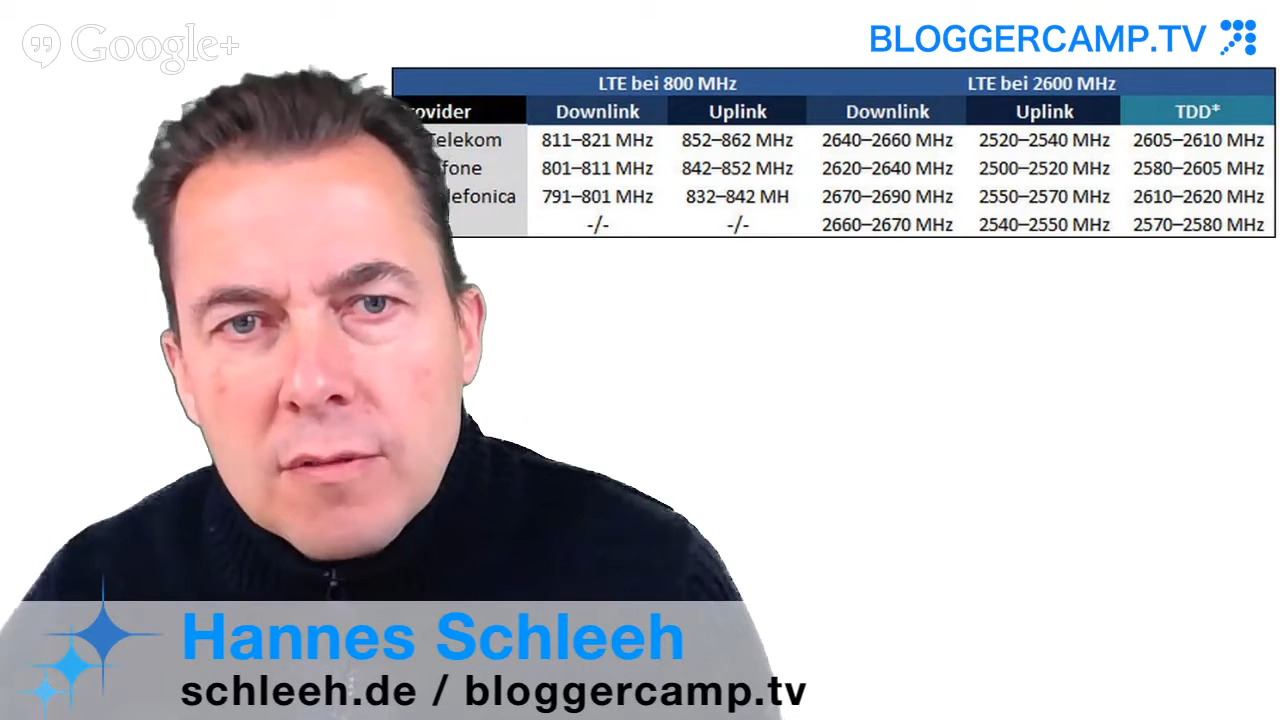 Google+
BLOGGERCAMP.TV
LTE bei 800 MHz LTE bei 2600 MHz
rovider Downlink Uplink Downlink Uplink TDD*
Telekom 811–821 MHz 852–862 MHz 2640–2660 MHz 2520–2540 MHz 2605–2610 MHz
fone 801–811 MHz 842–852 MHz 2620–2640 MHz 2500–2520 MHz 2580–2605 MHz
lefonica 791–801 MHz 832–842 MH 2670–2690 MHz 2550–2570 MHz 2610–2620 MHz
-/- -/- 2660–2670 MHz 2540–2550 MHz 2570–2580 MHz
Hannes Schleeh
schleeh.de / bloggercamp.tv